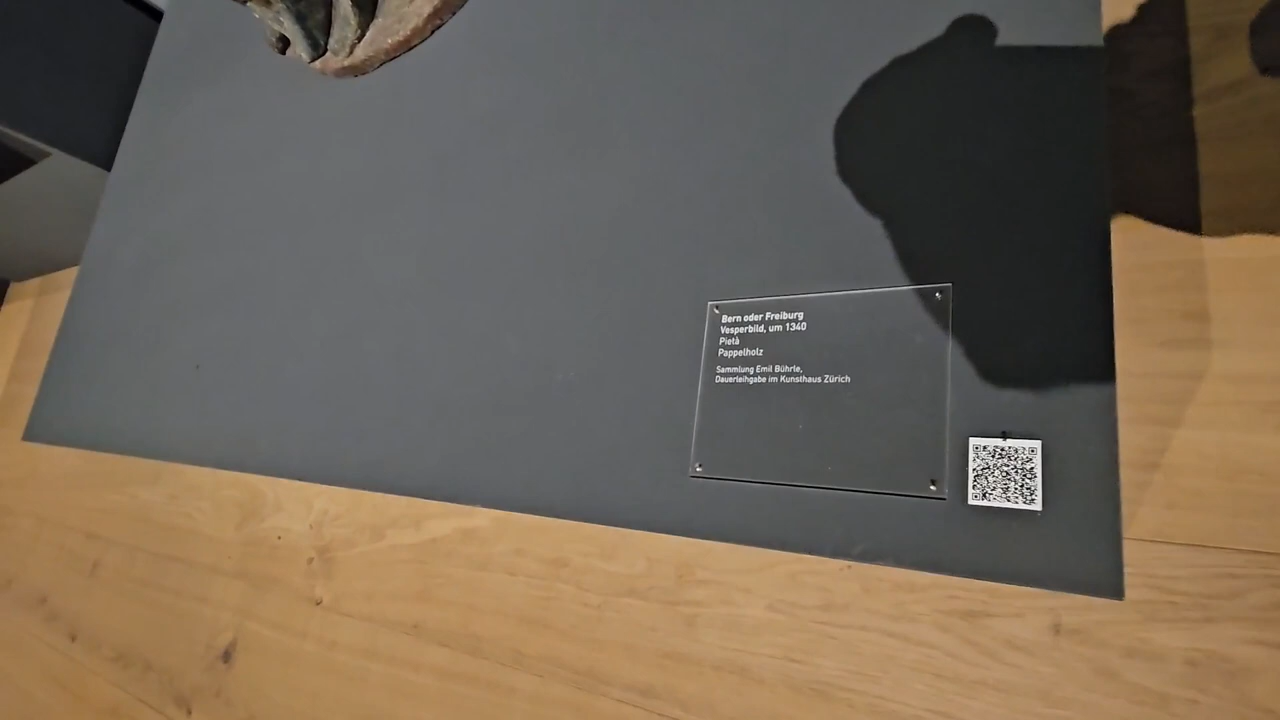 Bern oder Freiburg
Vesperbild, um 1340
Pietà
Pappelholz
Sammlung Emil Bührle,
Dauerleihgabe im Kunsthaus Zürich